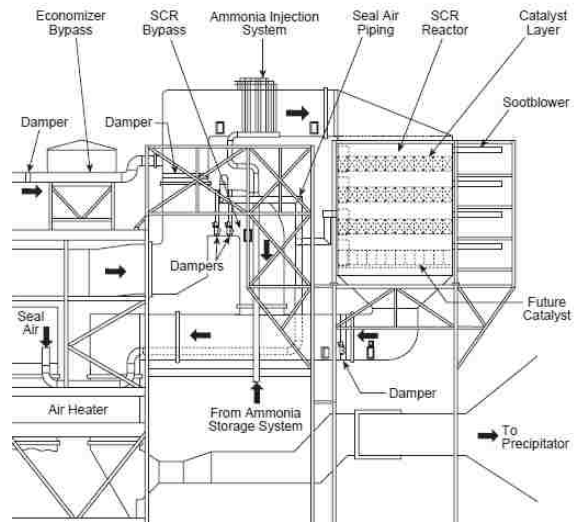 Economizer
Bypass
SCR
Bypass
Ammonia Injection
System
Seal Air
Piping
SCR
Reactor
Catalyst
Layer
Damper
Damper
Sootblower
Dampers
Seal
Air
Future
Catalyst
Damper
Air Heater
From Ammonia
Storage System
To
Precipitator